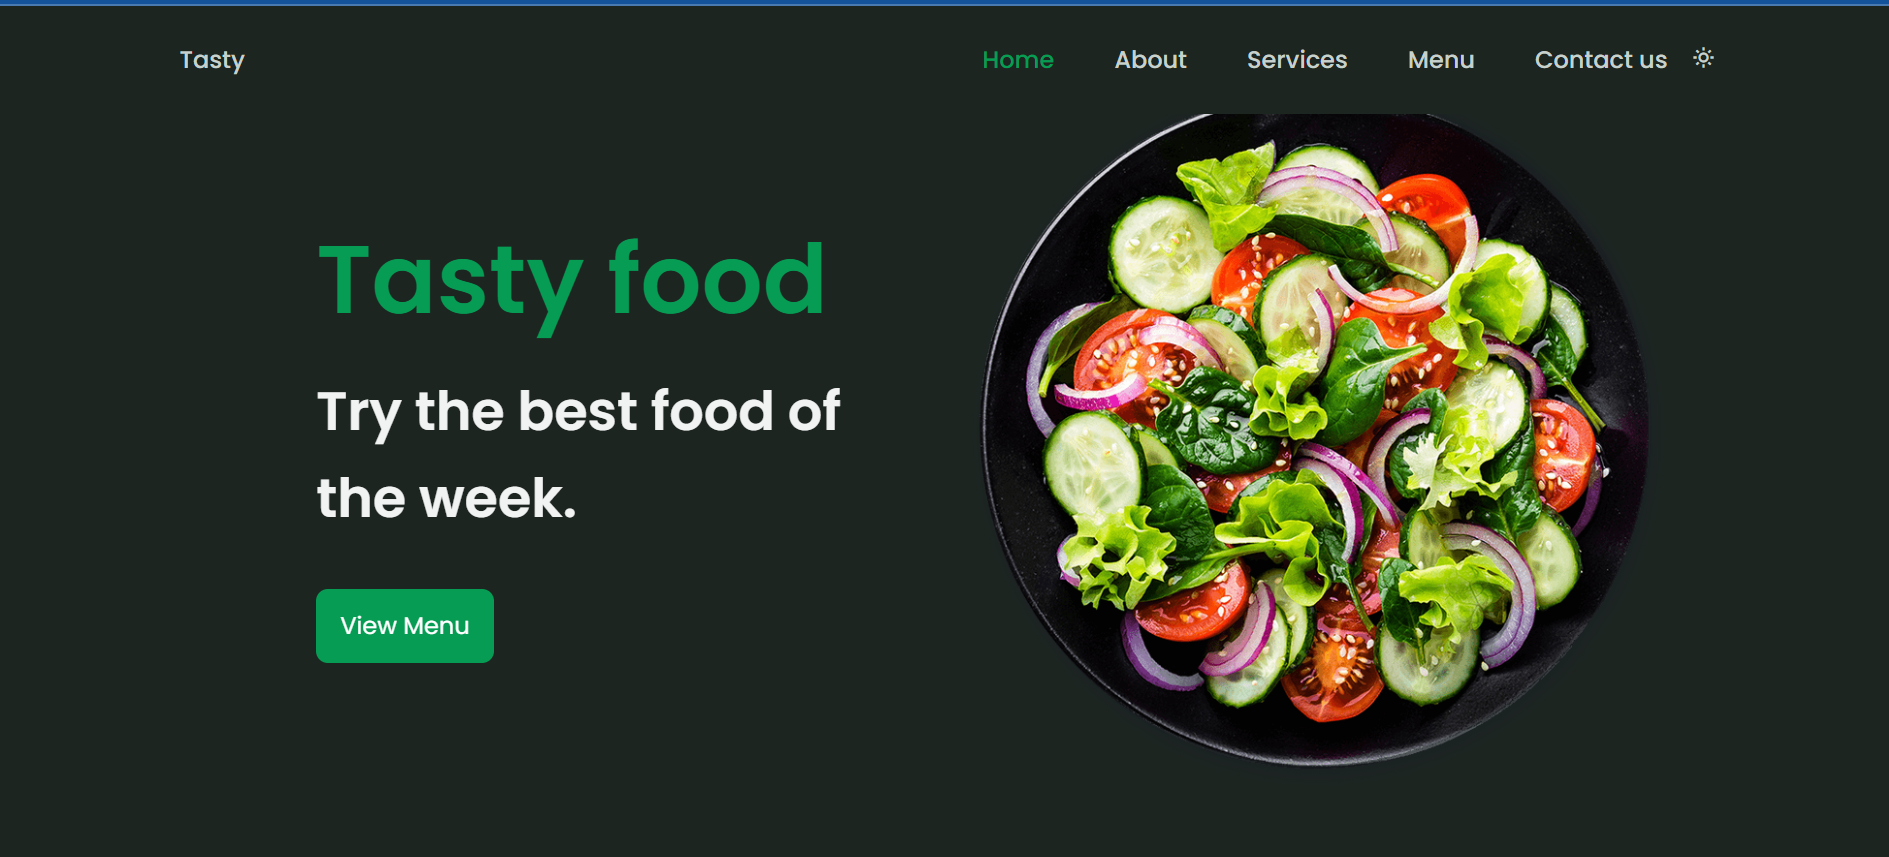 Tasty
Home About Services Menu Contact us
Tasty food
Try the best food of
the week.
View Menu